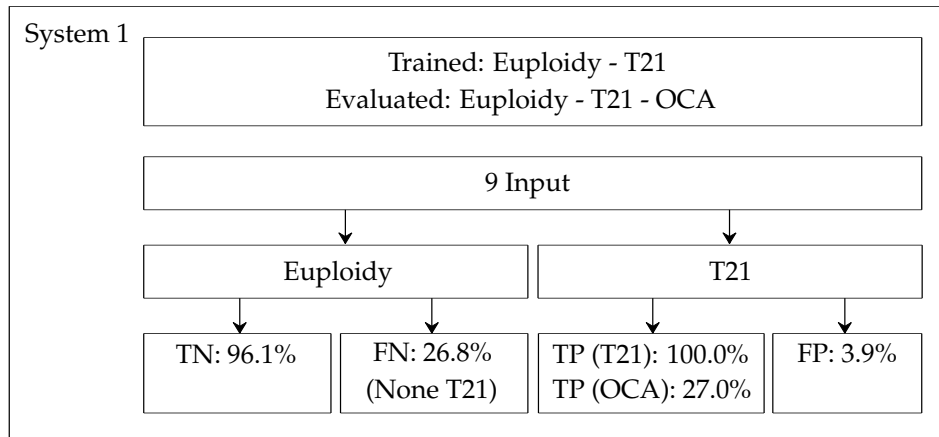 System 1
Trained: Euploidy - T21
Evaluated: Euploidy - T21 - OCA
9 Input
Euploidy
T21
TN: 96.1%
FN: 26.8%
(None T21)
TP (T21): 100.0%
TP (OCA): 27.0%
FP: 3.9%